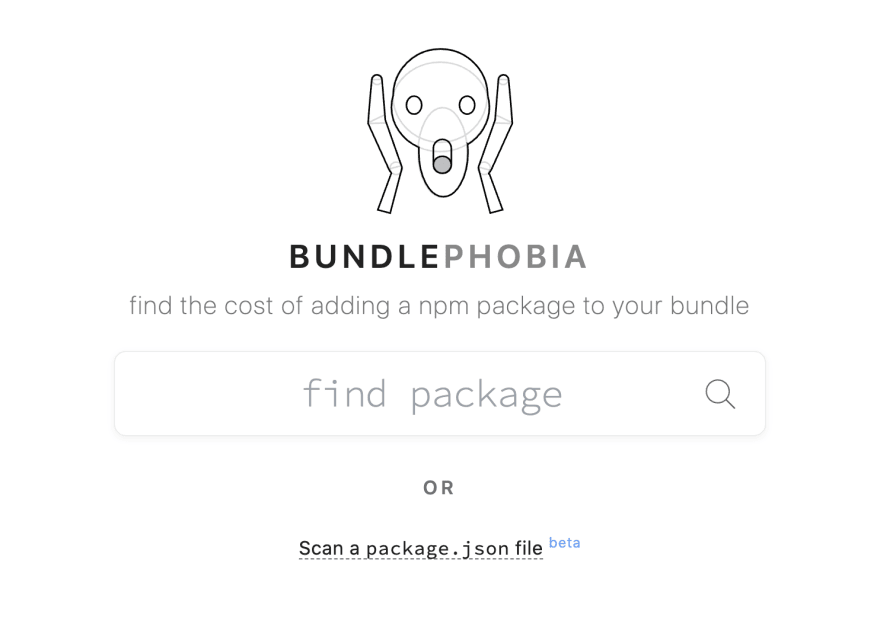 BUNDLEPHOBIA
find the cost of adding a npm package to your bundle
find package
OR
Scan a package.json file beta